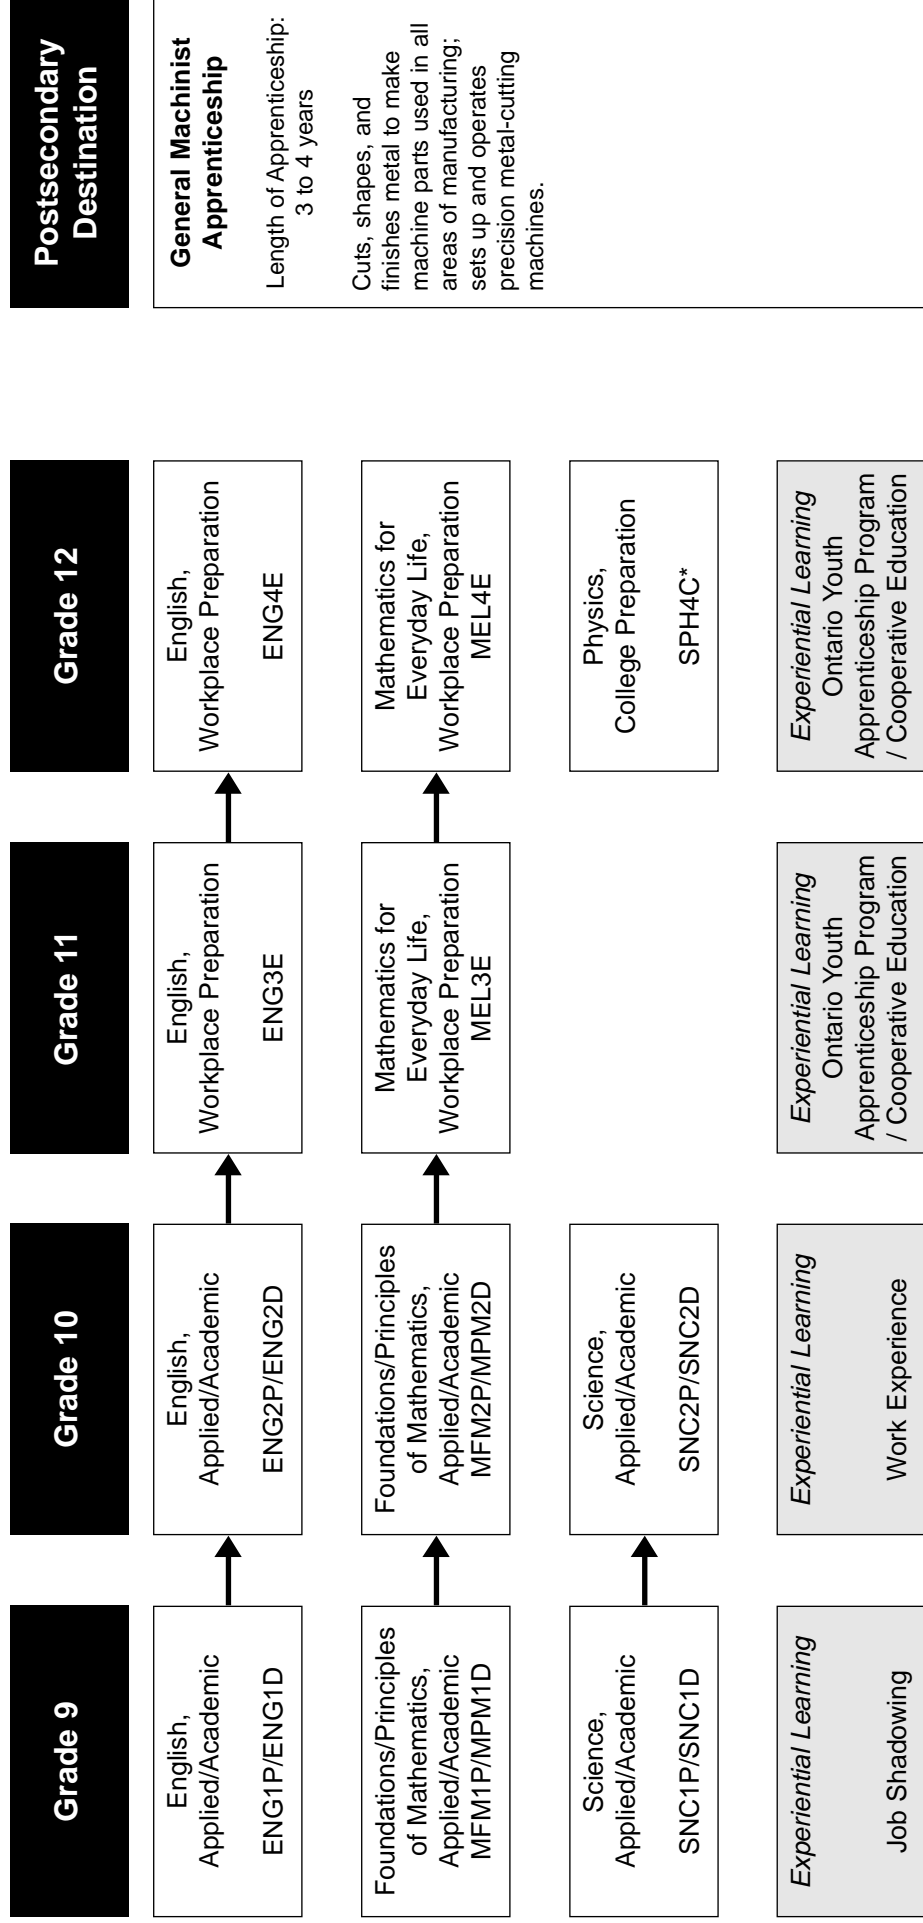 Grade 9
Grade 10
Grade 11
Grade 12
Postsecondary
Destination
English,
Applied/Academic
ENG1P/ENG1D
English,
Applied/Academic
ENG2P/ENG2D
English,
Workplace Preparation
ENG3E
English,
Workplace Preparation
ENG4E
General Machinist
Apprenticeship
Length of Apprenticeship:
3 to 4 years
Cuts, shapes, and
finishes metal to make
machine parts used in all
areas of manufacturing;
sets up and operates
precision metal-cutting
machines.
Foundations/Principles
of Mathematics,
Applied/Academic
MFM1P/MPM1D
Foundations/Principles
of Mathematics,
Applied/Academic
MFM2P/MPM2D
Mathematics for
Everyday Life,
Workplace Preparation
MEL3E
Mathematics for
Everyday Life,
Workplace Preparation
MEL4E
Science,
Applied/Academic
SNC1P/SNC1D
Science,
Applied/Academic
SNC2P/SNC2D
Physics,
College Preparation
SPH4C*
Experiential Learning
Job Shadowing
Experiential Learning
Work Experience
Experiential Learning
Ontario Youth
Apprenticeship Program
/ Cooperative Education
Experiential Learning
Ontario Youth
Apprenticeship Program
/ Cooperative Education